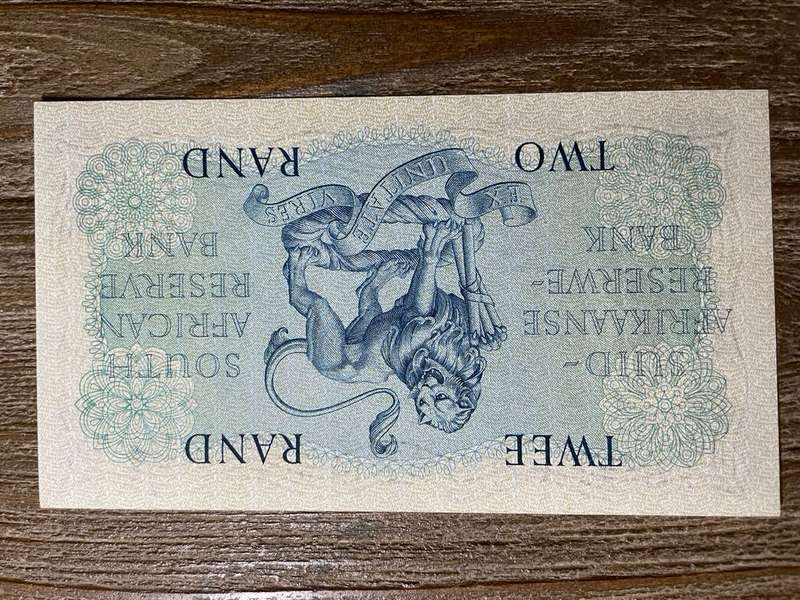 TWEE RAND
SUID-
AFRIKAANSE
RESERWE-
BANK
SOUTH
AFRICAN
RESERVE
BANK
EX UNITATE VIRES
TWO RAND